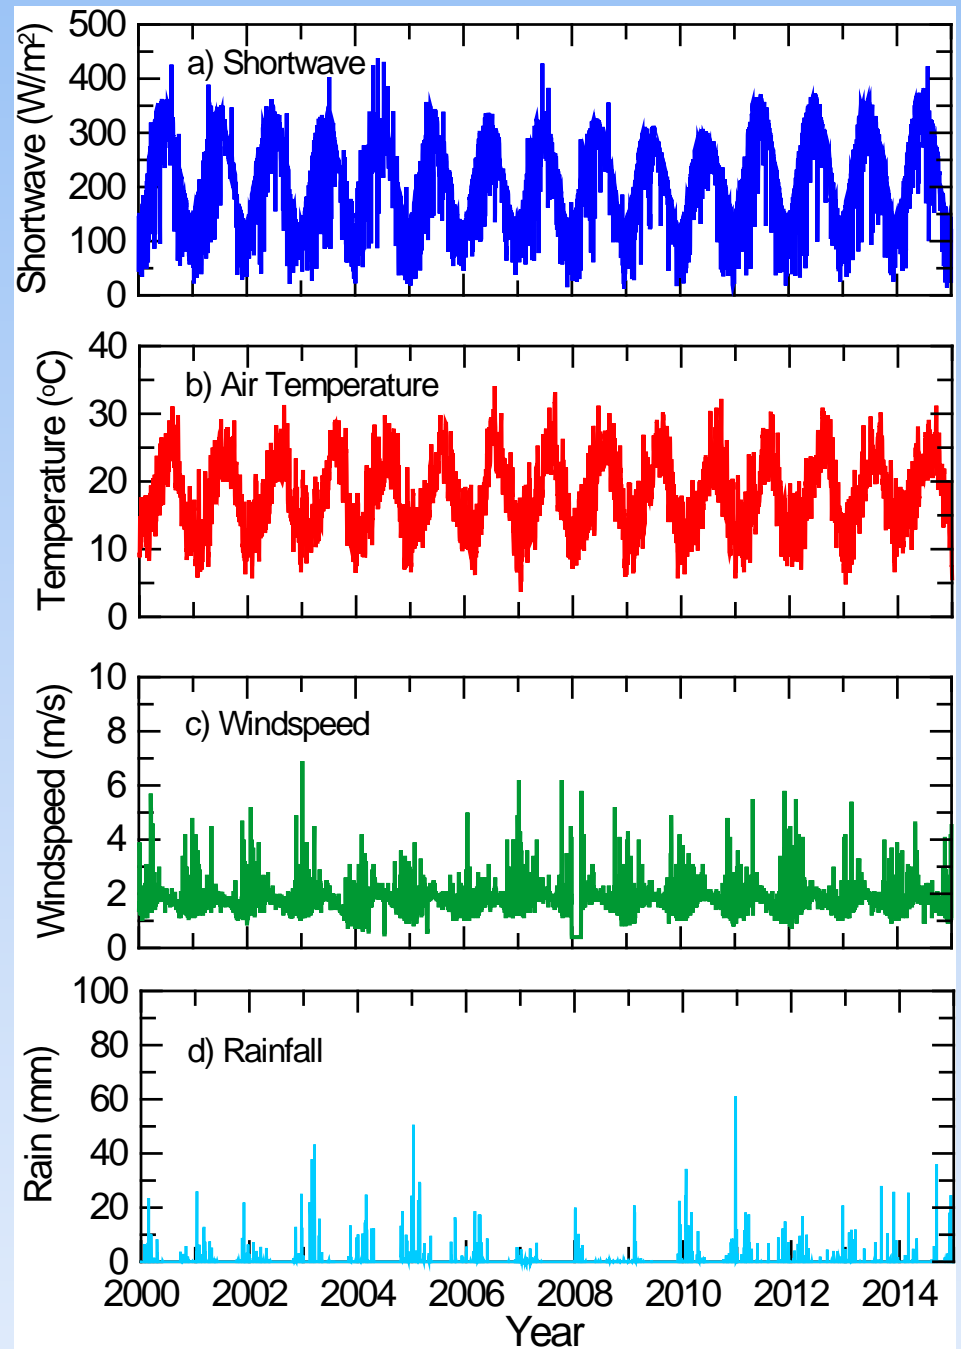 500
400
300
200
100
0
Shortwave (W/m²)
a) Shortwave
40
30
20
10
0
Temperature (oC)
b) Air Temperature
10
8
6
4
2
0
Windspeed (m/s)
c) Windspeed
100
80
60
40
20
0
Rain (mm)
d) Rainfall
2000 2002 2004 2006 2008 2010 2012 2014
Year